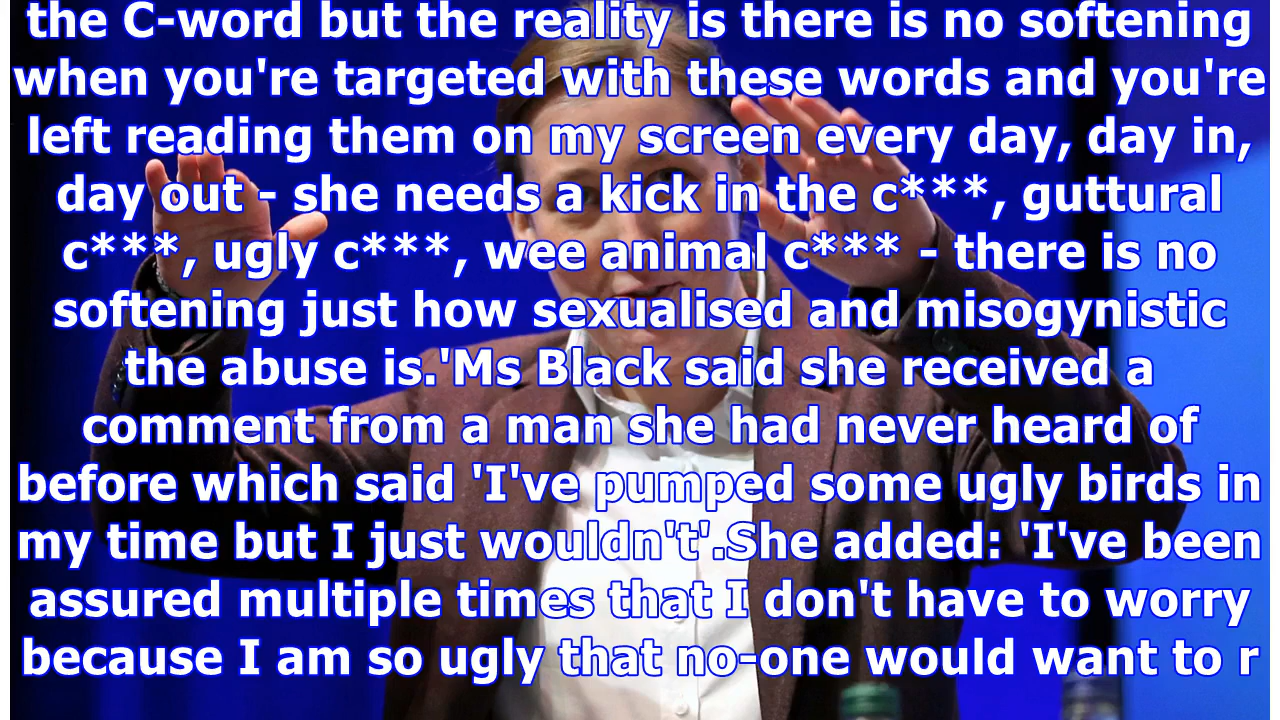 the C-word but the reality is there is no softening
when you're targeted with these words and you're
left reading them on my screen every day, day in,
day out - she needs a kick in the c***, guttural
c***, ugly c***, wee animal c*** - there is no
softening just how sexualised and misogynistic
the abuse is.'Ms Black said she received a
comment from a man she had never heard of
before which said 'I've pumped some ugly birds in
my time but I just wouldn't'.She added: 'I've been
assured multiple times that I don't have to worry
because I am so ugly that no-one would want to r